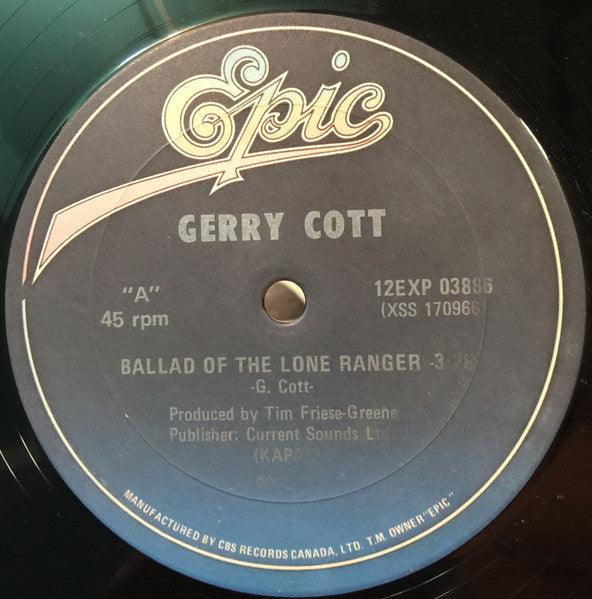 Epic
GERRY COTT
"A"
45 rpm
12EXP 03886
(XSS 170966)
BALLAD OF THE LONE RANGER
-G. Cott-
Produced by Tim Friese-Greene
Publisher: Current Sounds Ltd.
MANUFACTURED BY CBS RECORDS CANADA, LTD. T.M. OWNER "EPIC"